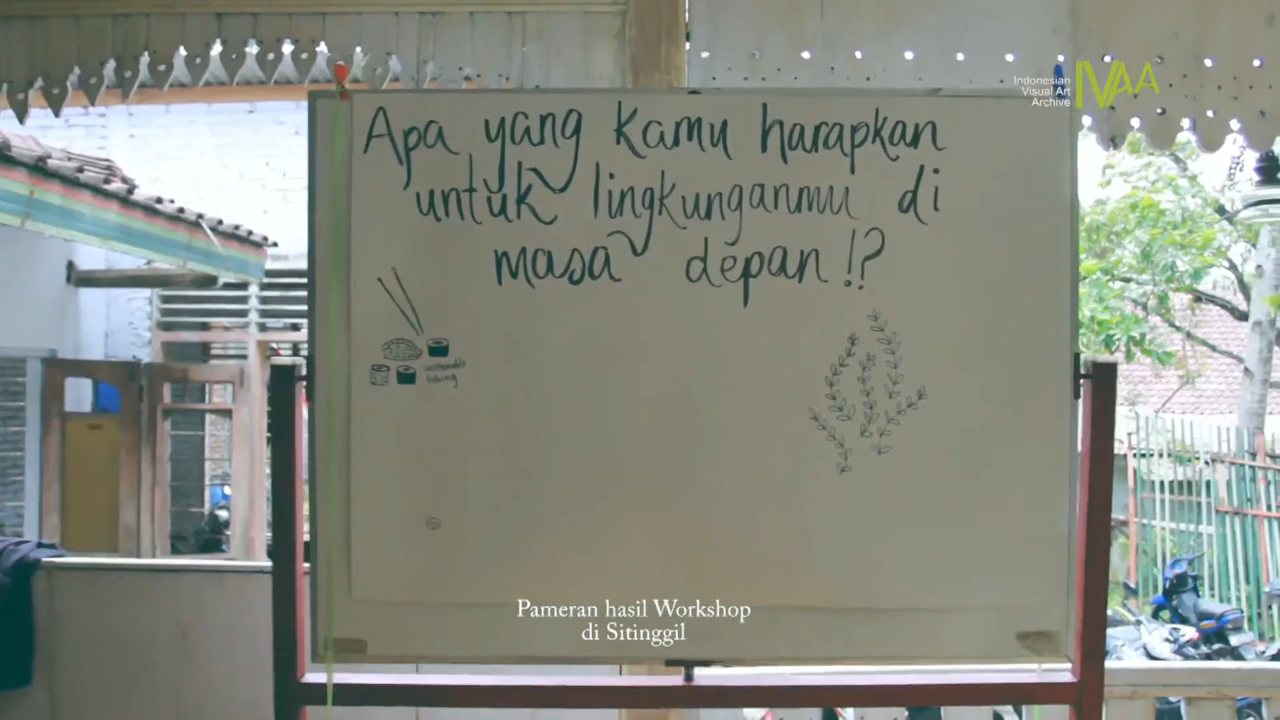 Indonesian
Visual Art
Archive
IVAA
Apa yang kamu harapkan
untuk lingkunganmu di
masa depan!?
Pameran hasil Workshop
di Sitinggil